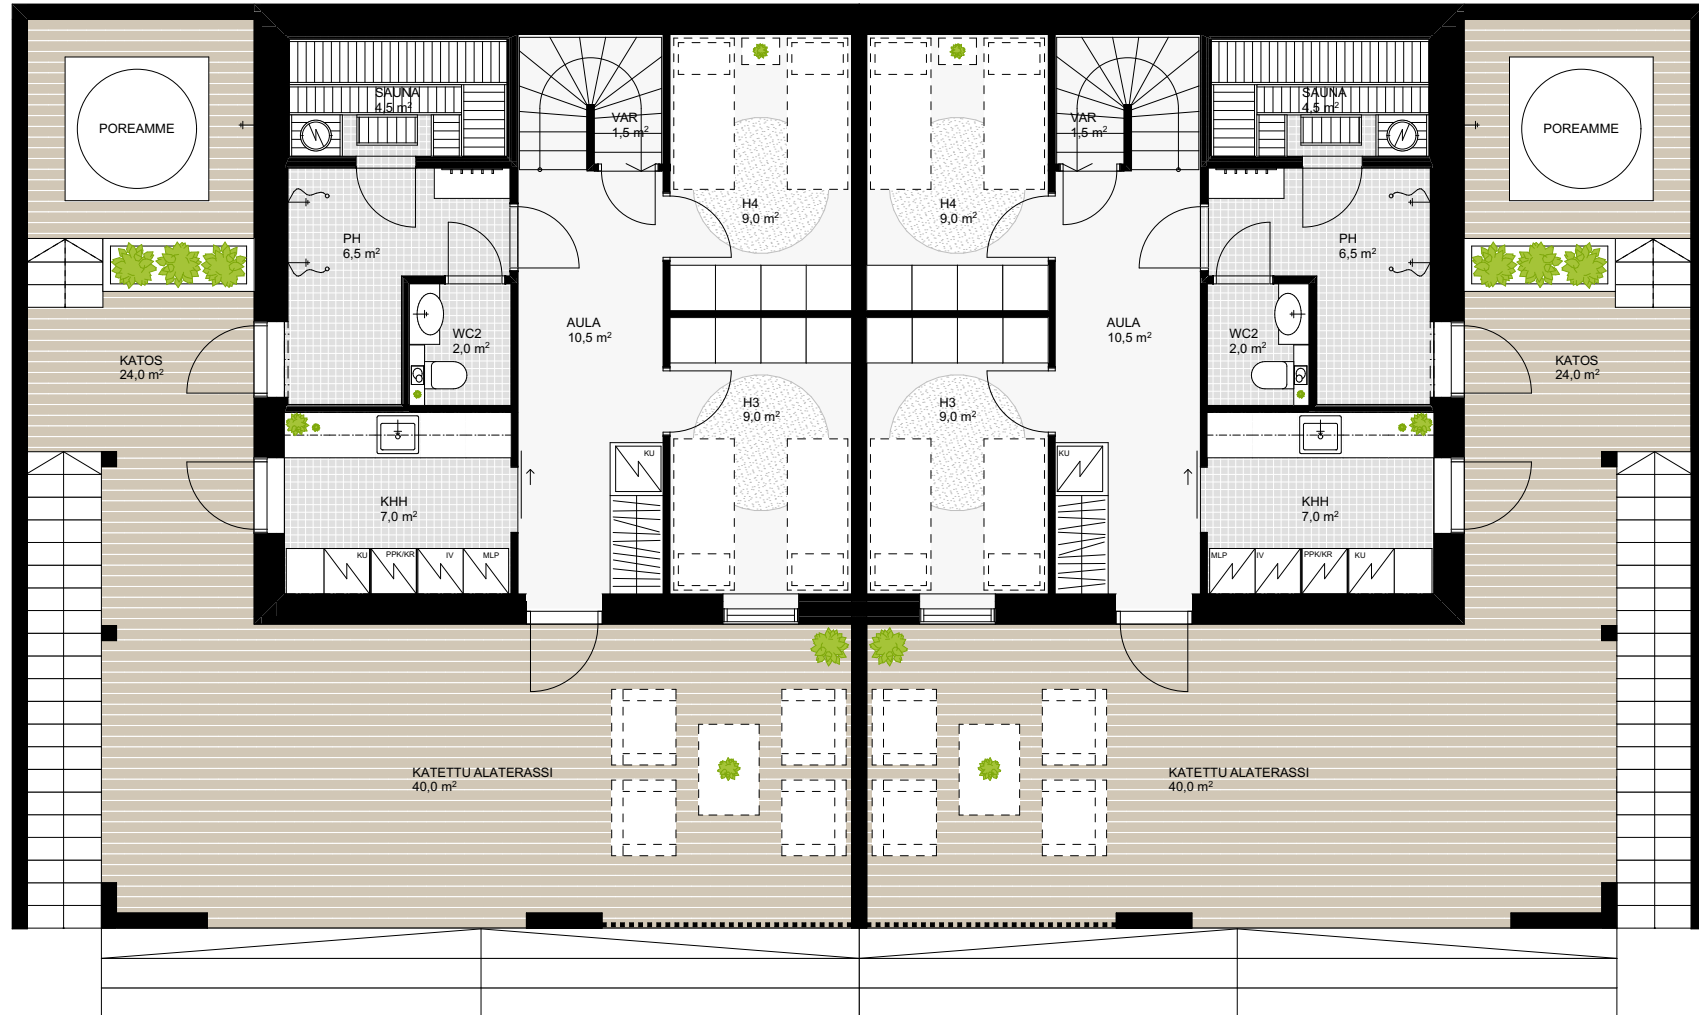 SAUNA
4,5 m²
POREAMME
VAR
1,5 m²
H4
9,0 m²
PH
6,5 m²
AULA
10,5 m²
WC2
2,0 m²
KATOS
24,0 m²
H3
9,0 m²
KU
KHH
7,0 m²
KU
PPK/KR
IV
MLP
KATETTU ALATERASSI
40,0 m²
VAR
1,5 m²
SAUNA
4,5 m²
POREAMME
H4
9,0 m²
PH
6,5 m²
AULA
10,5 m²
WC2
2,0 m²
KATOS
24,0 m²
H3
9,0 m²
KU
KHH
7,0 m²
MLP
IV
PPK/KR
KU
KATETTU ALATERASSI
40,0 m²